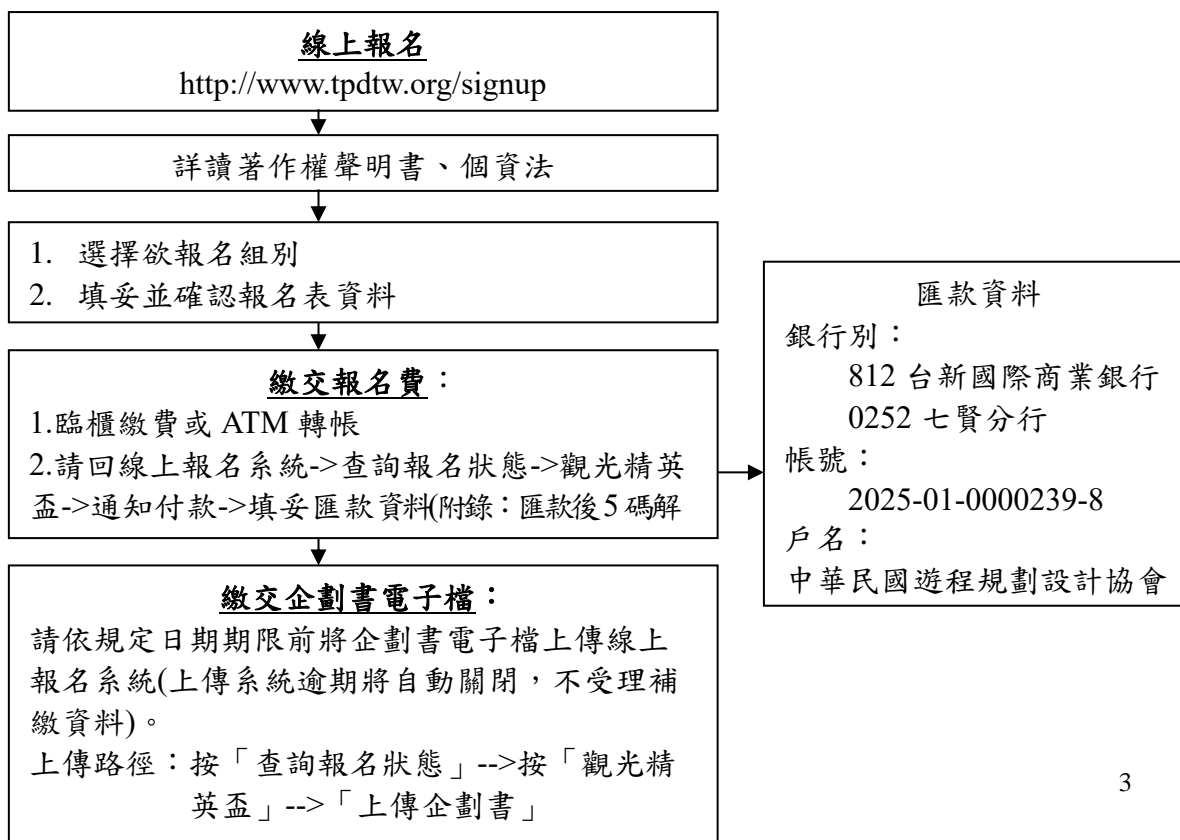 線上報名
http://www.tpdtw.org/signup
詳讀著作權聲明書、個資法
1. 選擇欲報名組別
2. 填妥並確認報名表資料
繳交報名費：
1.臨櫃繳費或 ATM 轉帳
2.請回線上報名系統->查詢報名狀態->觀光精英
盃->通知付款->填妥匯款資料(附錄：匯款後 5 碼解
匯款資料
銀行別：
812 台新國際商業銀行
0252 七賢分行
帳號：
2025-01-0000239-8
戶名：
中華民國遊程規劃設計協會
繳交企劃書電子檔：
請依規定日期期限前將企劃書電子檔上傳線上
報名系統(上傳系統逾期將自動關閉，不受理補
繳資料)。
上傳路徑：按「查詢報名狀態」-->按「觀光精
英盃」-->「上傳企劃書」
3